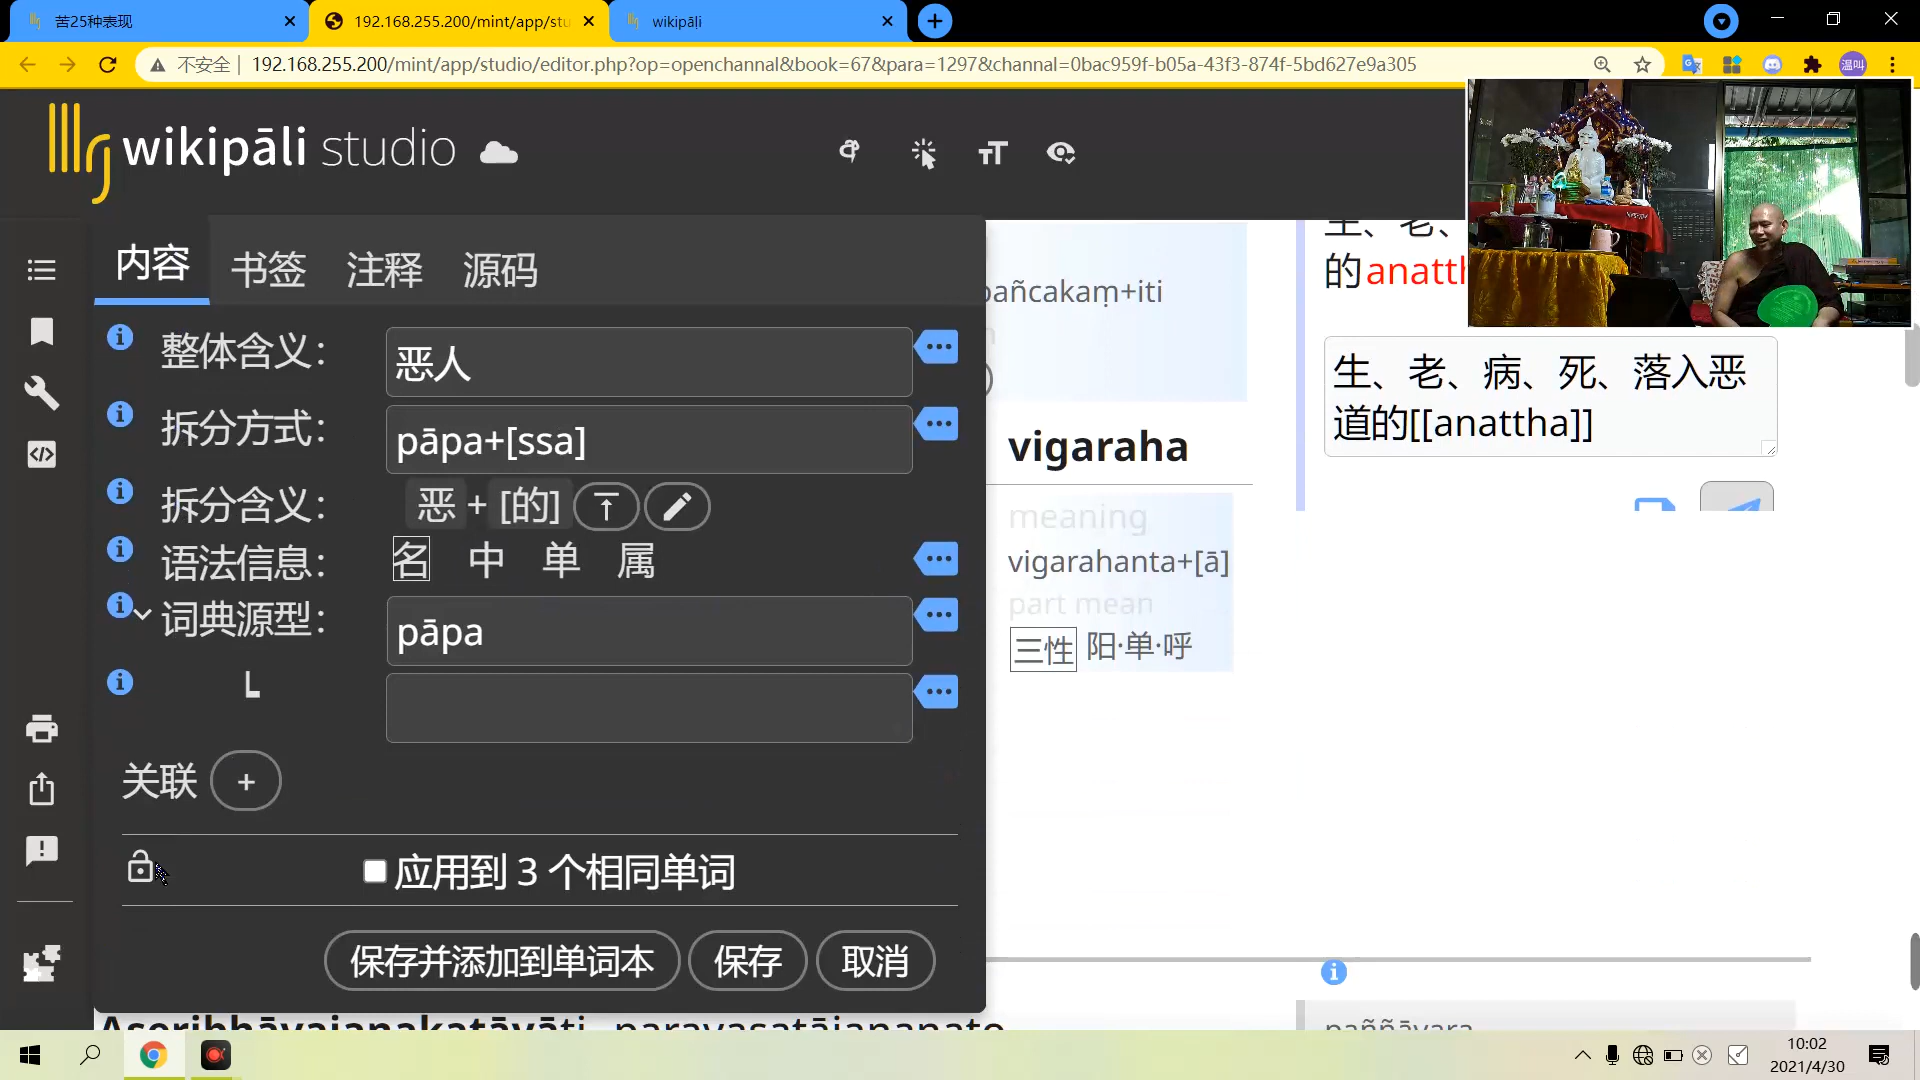 苦25种表现
192.168.255.200/mint/app/stu
wikipāli
不安全 192.168.255.200/mint/app/studio/editor.php?op=openchannal&book=67&para=1297&channal=0bac959f-b05a-43f3-874f-5bd627e9a305
温叫
wikipāli studio
内容 书签 注释 源码
整体含义: 恶人
拆分方式: pāpa+[ssa]
拆分含义: 恶 + [的]
语法信息: 名 中 单 属
词典源型: pāpa
关联 +
应用到 3 个相同单词
保存并添加到单词本 保存 取消
pañcakaṃ+iti
vigaraha
meaning
vigarahanta+[ā]
part mean
三性 阳·单·呼
生、老、
的anatth
生、老、病、死、落入恶
道的[[anattha]]
10:02
2021/4/30